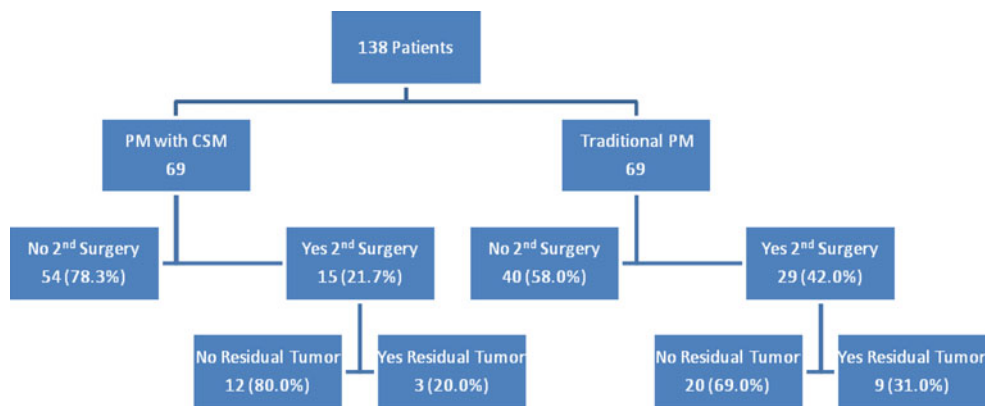 138 Patients
PM with CSM
69
Traditional PM
69
No 2nd Surgery
54 (78.3%)
Yes 2nd Surgery
15 (21.7%)
No 2nd Surgery
40 (58.0%)
Yes 2nd Surgery
29 (42.0%)
No Residual Tumor
12 (80.0%)
Yes Residual Tumor
3 (20.0%)
No Residual Tumor
20 (69.0%)
Yes Residual Tumor
9 (31.0%)